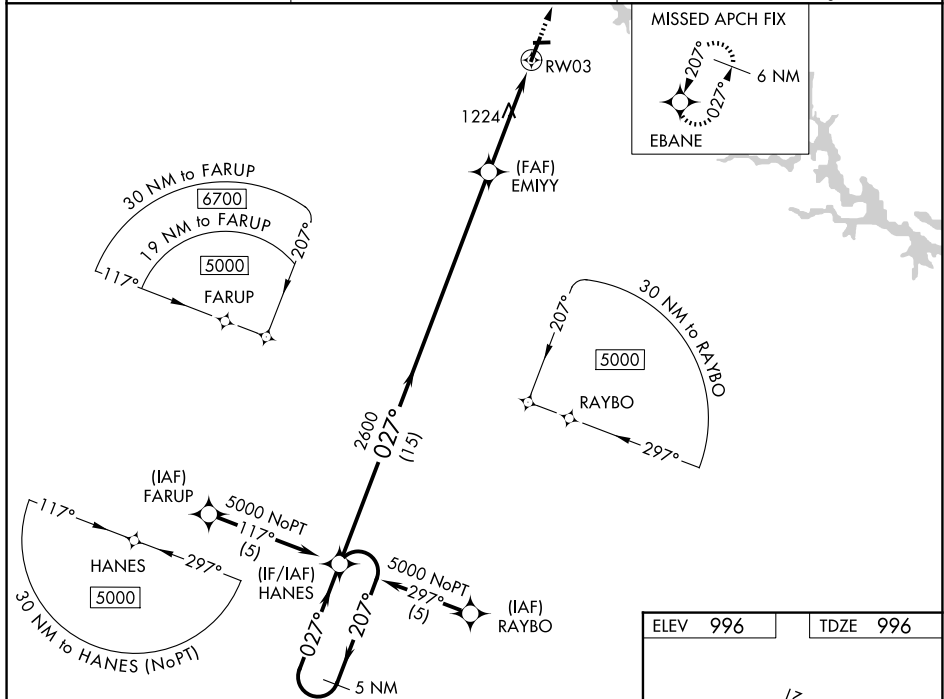 MISSED APCH FIX
207°
027°
6 NM
EBANE
RW03
1224
(FAF)
EMIYY
30 NM to FARUP
6700
19 NM to FARUP
207°
5000
117°
FARUP
30 NM to RAYBO
207°
5000
RAYBO
297°
2600
027°
(15)
(IAF)
FARUP
5000 NoPT
117°
(5)
117°
HANES
297°
5000
30 NM to HANES (NoPT)
(IF/IAF)
HANES
5000 NoPT
297°
(5)
(IAF)
RAYBO
027°
207°
5 NM
ELEV 996
TDZE 996